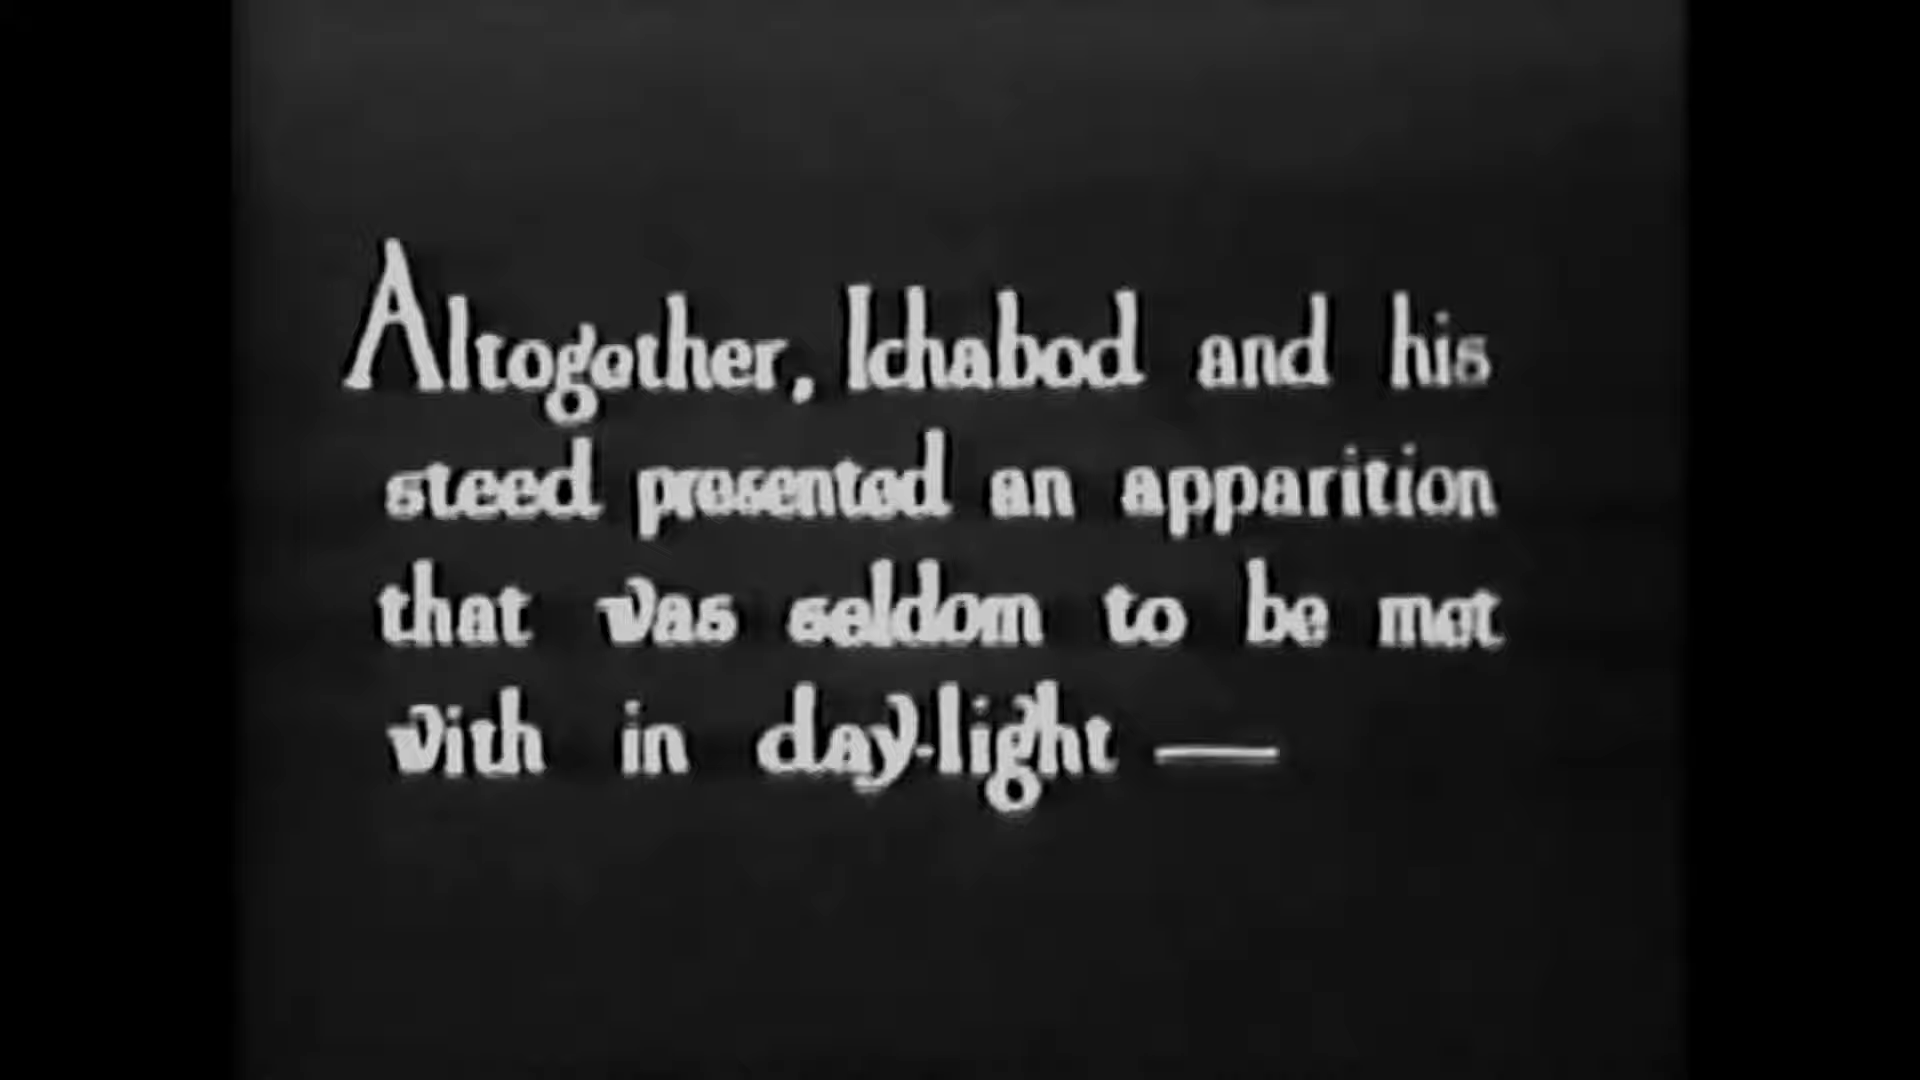 Altogether, Ichabod and his
steed presented an apparition
that was seldom to be met
with in day-light —